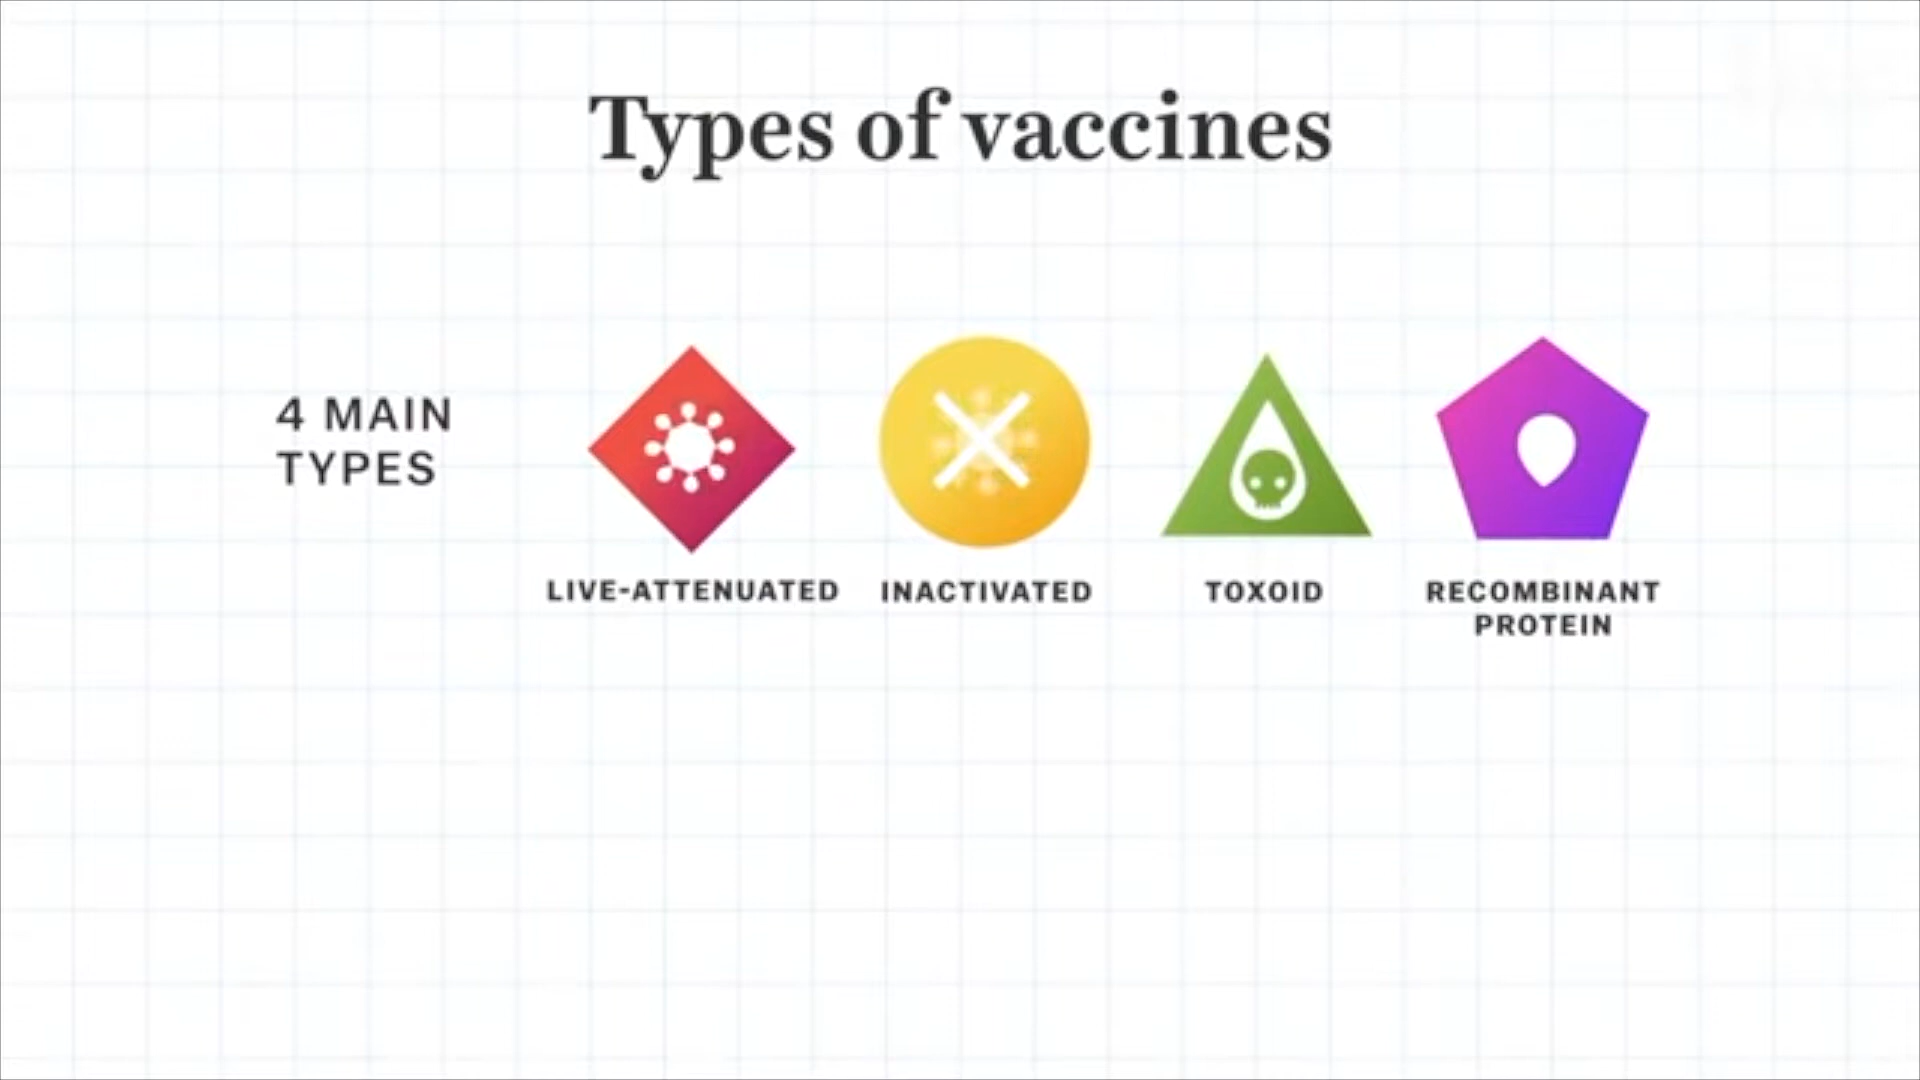 Types of vaccines
4 MAIN
TYPES
LIVE-ATTENUATED
INACTIVATED
TOXOID
RECOMBINANT
PROTEIN